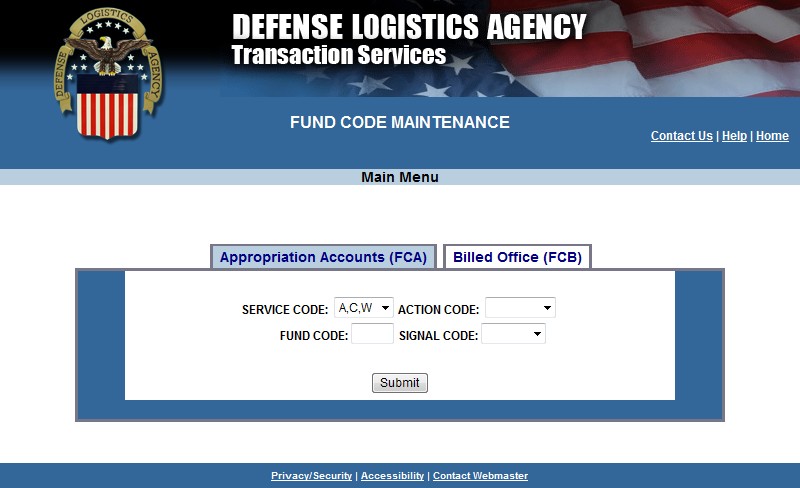 DEFENSE LOGISTICS AGENCY
DEFENSE LOGISTICS AGENCY
Transaction Services
FUND CODE MAINTENANCE
Contact Us | Help | Home
Main Menu
Appropriation Accounts (FCA) Billed Office (FCB)
SERVICE CODE: A,C,W ACTION CODE:
FUND CODE: SIGNAL CODE:
Submit
Privacy/Security | Accessibility | Contact Webmaster